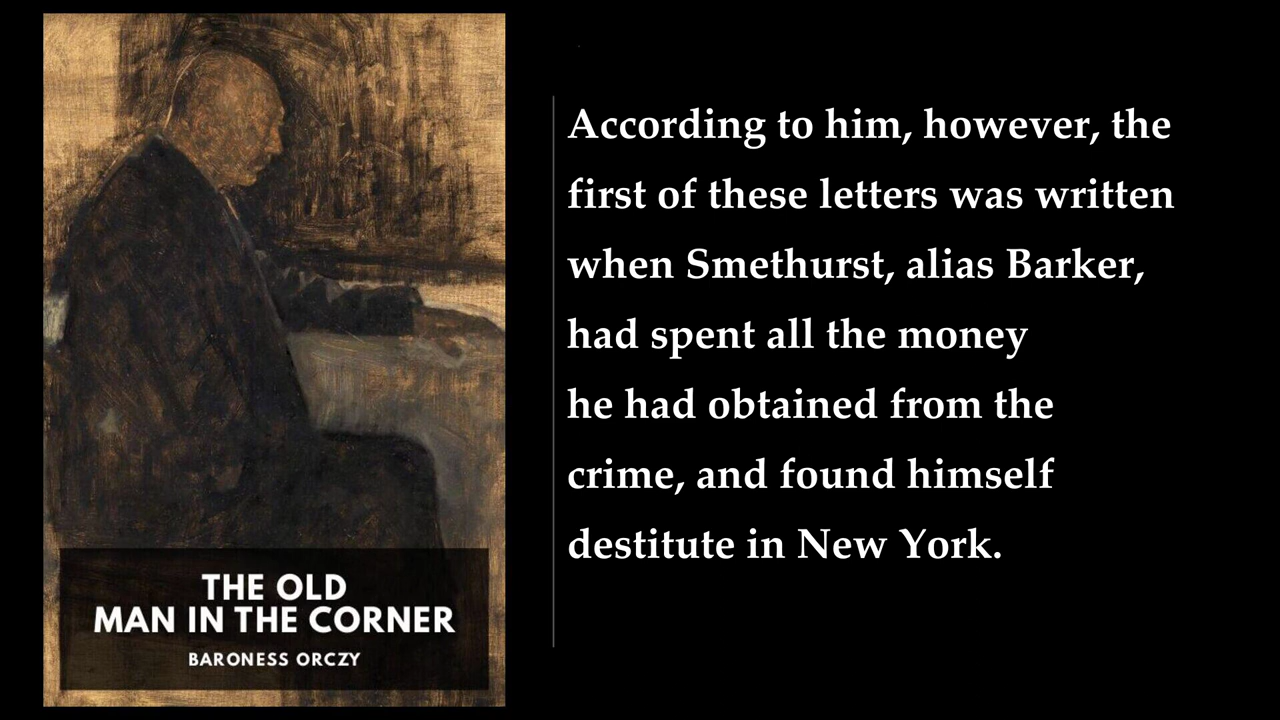 According to him, however, the
first of these letters was written
when Smethurst, alias Barker,
had spent all the money
he had obtained from the
crime, and found himself
destitute in New York.
THE OLD
MAN IN THE CORNER
BARONESS ORCZY